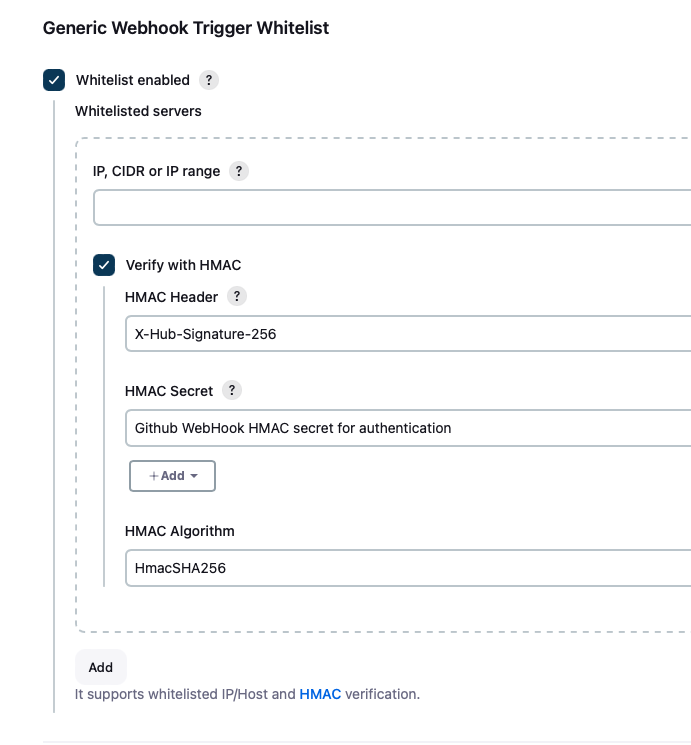 Generic Webhook Trigger Whitelist
Whitelist enabled ?
Whitelisted servers
IP, CIDR or IP range ?
Verify with HMAC
HMAC Header ?
X-Hub-Signature-256
HMAC Secret ?
Github WebHook HMAC secret for authentication
+ Add
HMAC Algorithm
HmacSHA256
Add
It supports whitelisted IP/Host and HMAC verification.